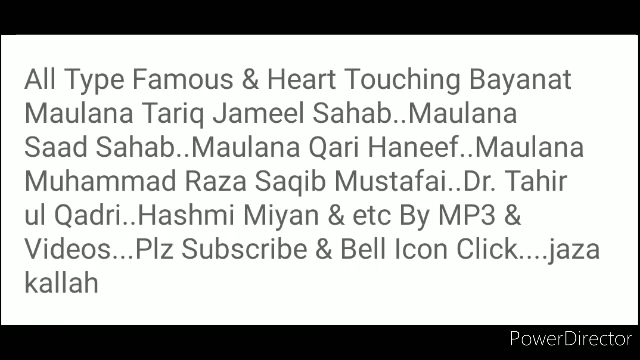 All Type Famous & Heart Touching Bayanat
Maulana Tariq Jameel Sahab..Maulana
Saad Sahab..Maulana Qari Haneef..Maulana
Muhammad Raza Saqib Mustafai..Dr. Tahir
ul Qadri..Hashmi Miyan & etc By MP3 &
Videos...Plz Subscribe & Bell Icon Click....jaza
kallah
PowerDirector